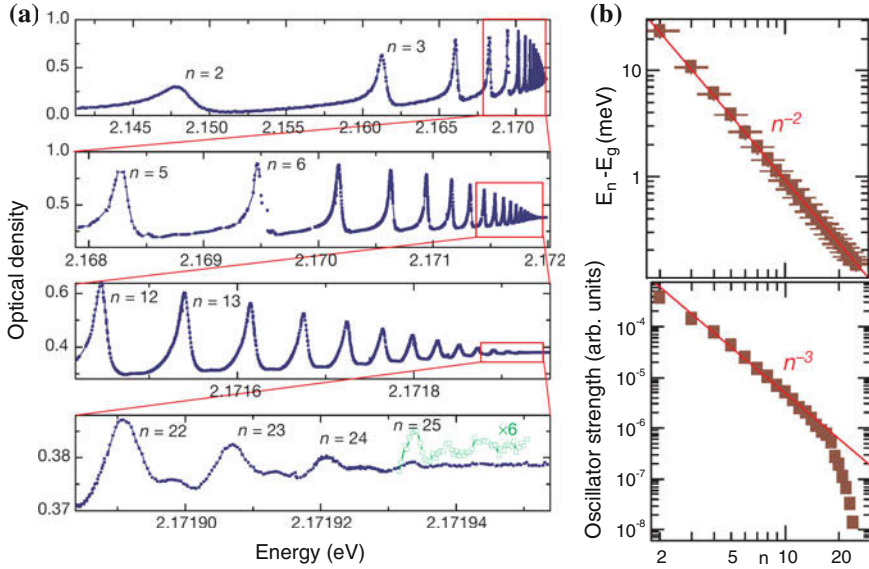 (a)
Optical density
1.0
0.5
0.0
n = 2
n = 3
2.145
2.150
2.155
2.160
2.165
2.170
1.0
0.5
n = 5
n = 6
2.168
2.169
2.170
2.171
2.172
0.6
0.4
n = 12
n = 13
2.1716
2.1718
0.38
0.37
n = 22
n = 23
n = 24
n = 25
×6
2.17190
2.17192
2.17194
Energy (eV)
(b)
En -Eg (meV)
10
1
n−2
Oscillator strength (arb. units)
10-4
10-5
10-6
10-7
10-8
n−3
2
5
n
10
20